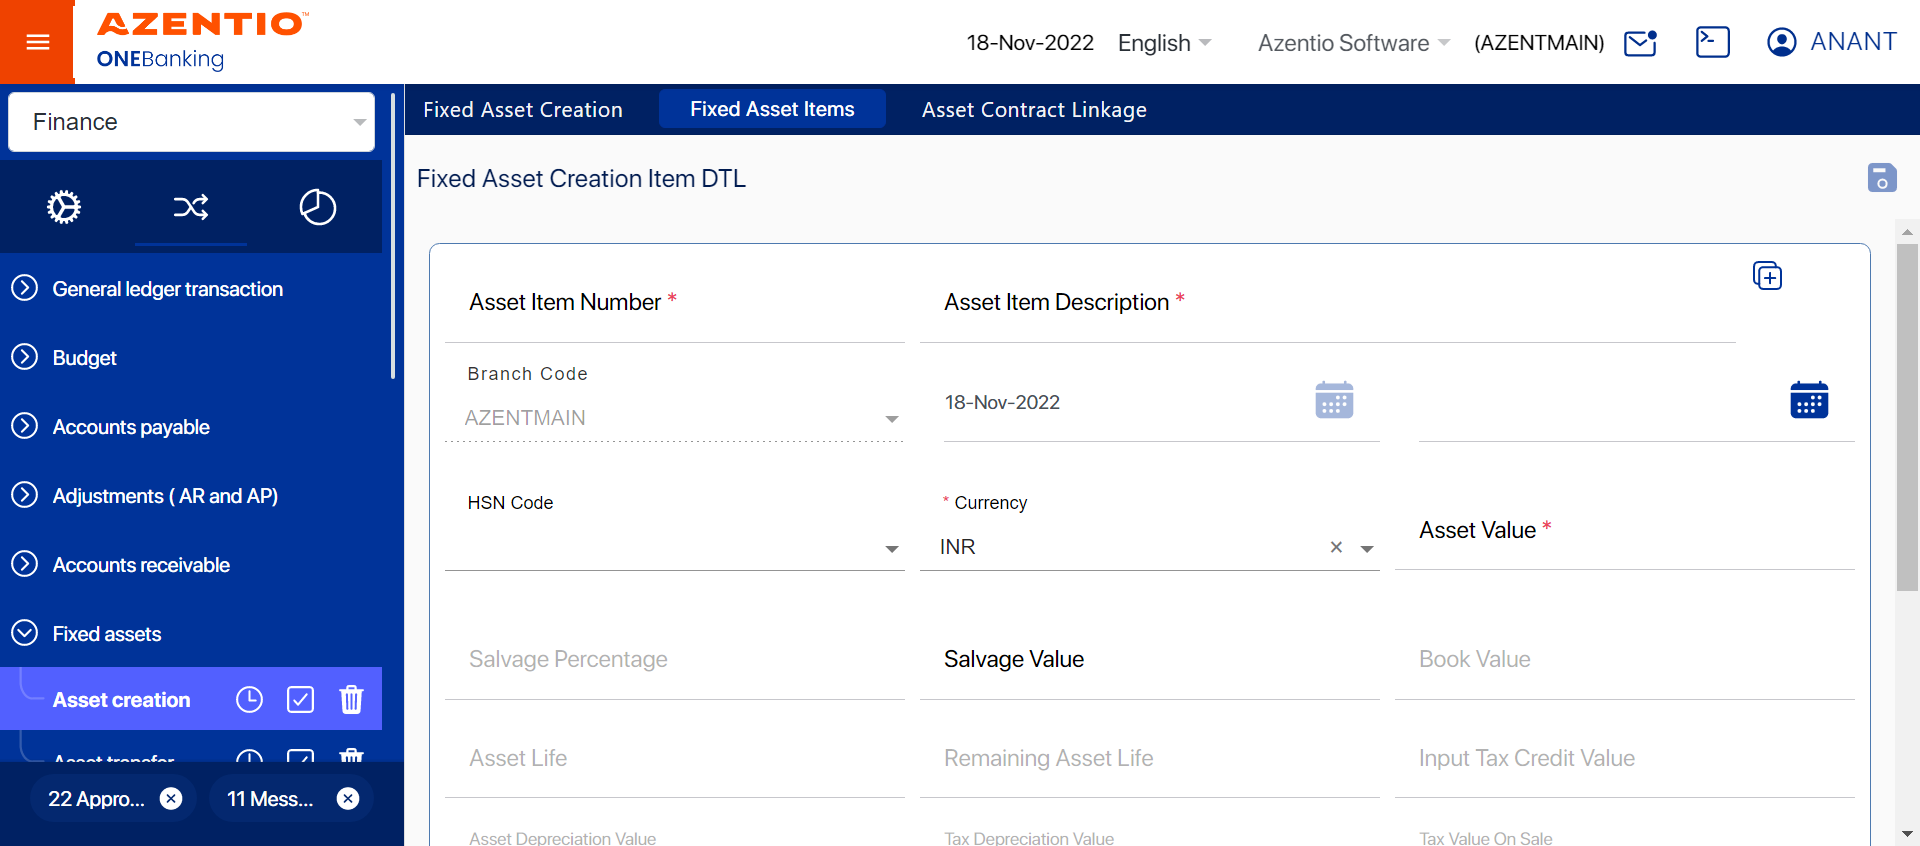 AZENTIO™
ONEBanking
18-Nov-2022
English
Azentio Software
(AZENTMAIN)
ANANT
Finance
General ledger transaction
Budget
Accounts payable
Adjustments ( AR and AP)
Accounts receivable
Fixed assets
Asset creation
Asset transfer
22 Appro...
11 Mess...
Fixed Asset Creation
Fixed Asset Items
Asset Contract Linkage
Fixed Asset Creation Item DTL
Asset Item Number *
Asset Item Description *
Branch Code
AZENTMAIN
18-Nov-2022
HSN Code
* Currency
INR
Asset Value *
Salvage Percentage
Salvage Value
Book Value
Asset Life
Remaining Asset Life
Input Tax Credit Value
Asset Depreciation Value
Tax Depreciation Value
Tax Value On Sale